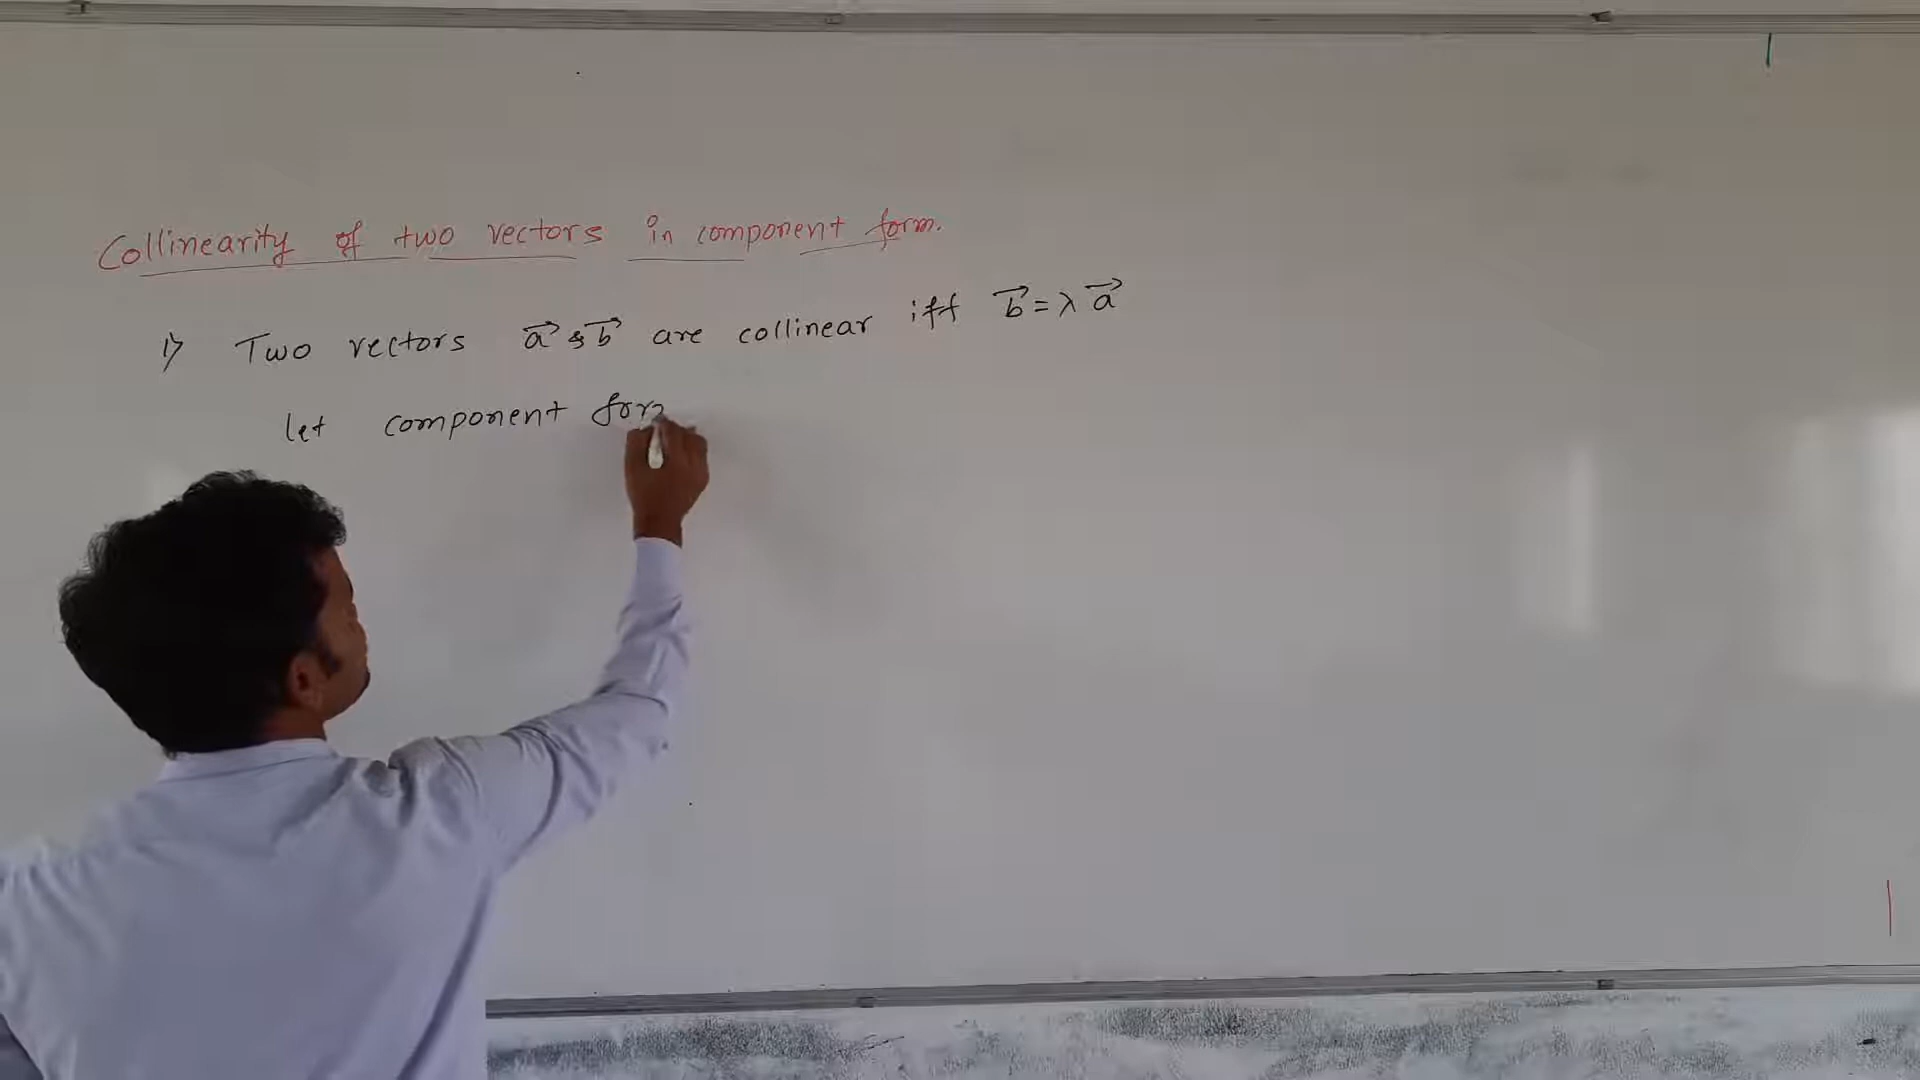 Collinearity of two vectors in component form.
1) Two vectors a⃗ & b⃗ are collinear iff b⃗ = λ a⃗
let component form